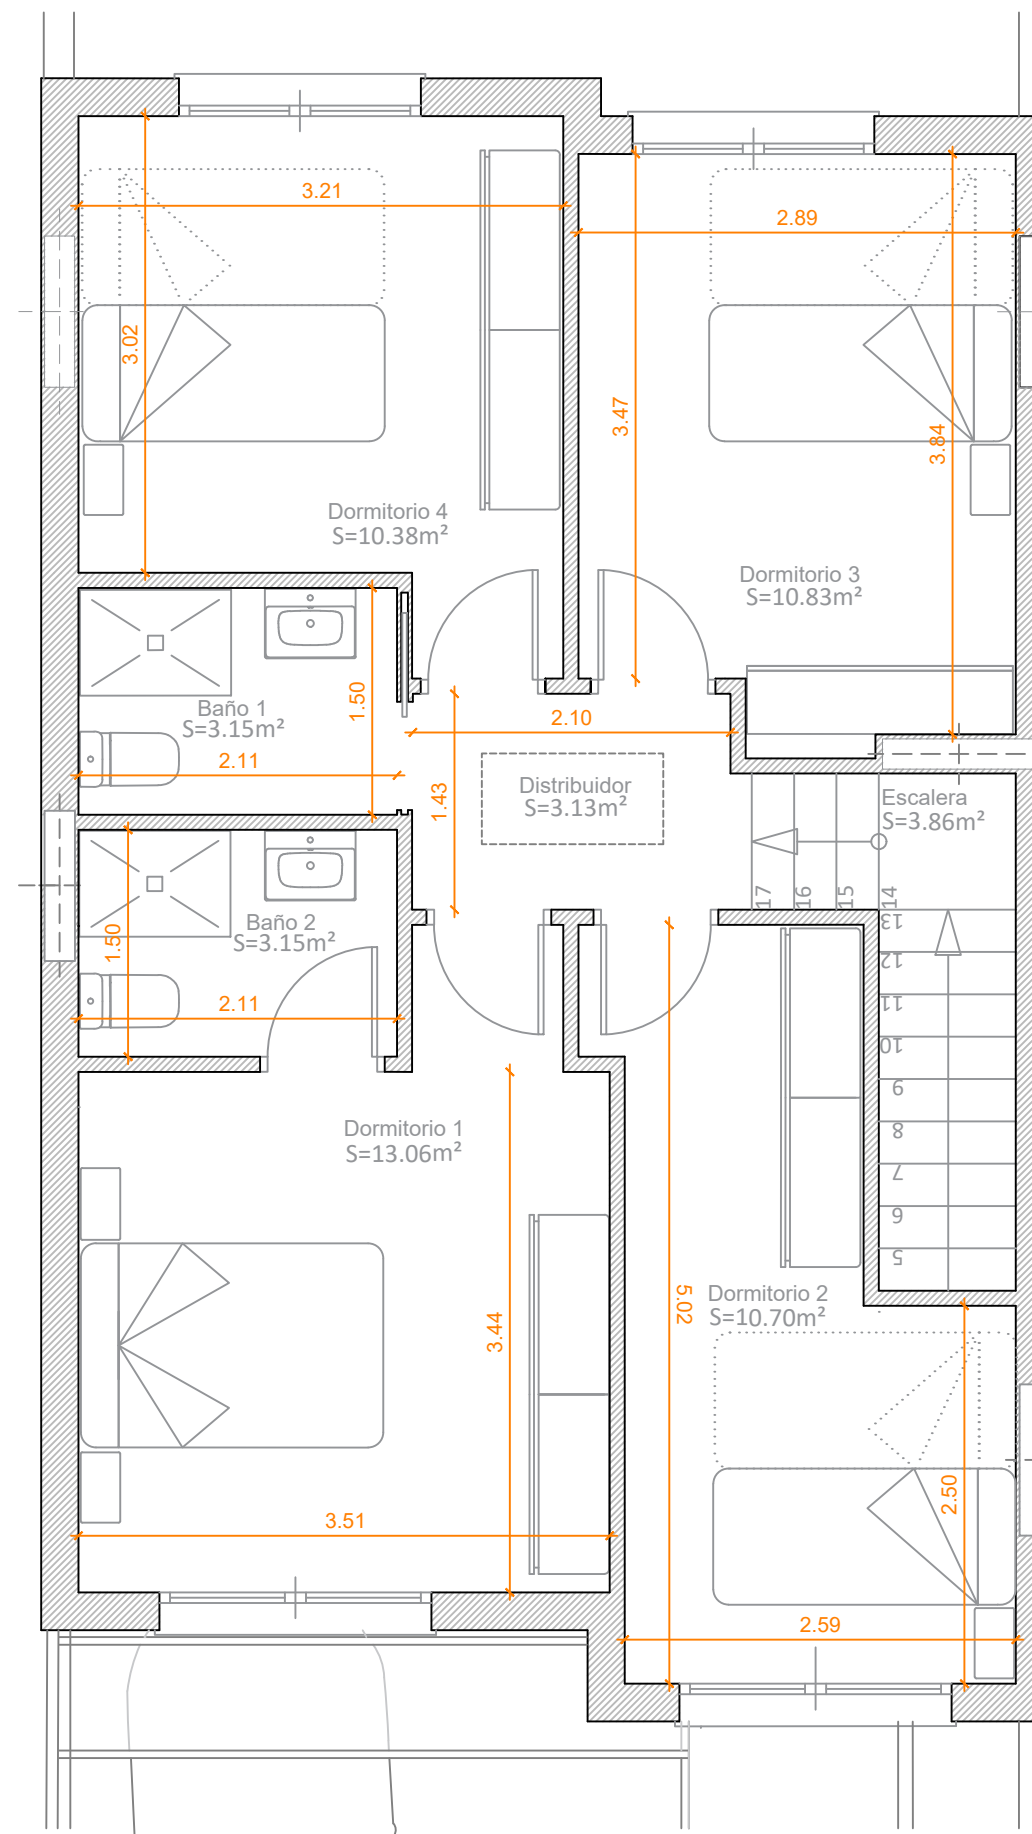 3.21
2.89
3.02
3.47
3.84
Dormitorio 4
S=10.38m²
Dormitorio 3
S=10.83m²
1.50
Baño 1
S=3.15m²
2.11
2.10
1.43
Distribuidor
S=3.13m²
Escalera
S=3.86m²
17
16
15
14
13
12
11
10
9
8
7
6
5
Baño 2
S=3.15m²
1.50
2.11
Dormitorio 1
S=13.06m²
3.44
5.02
Dormitorio 2
S=10.70m²
2.50
3.51
2.59